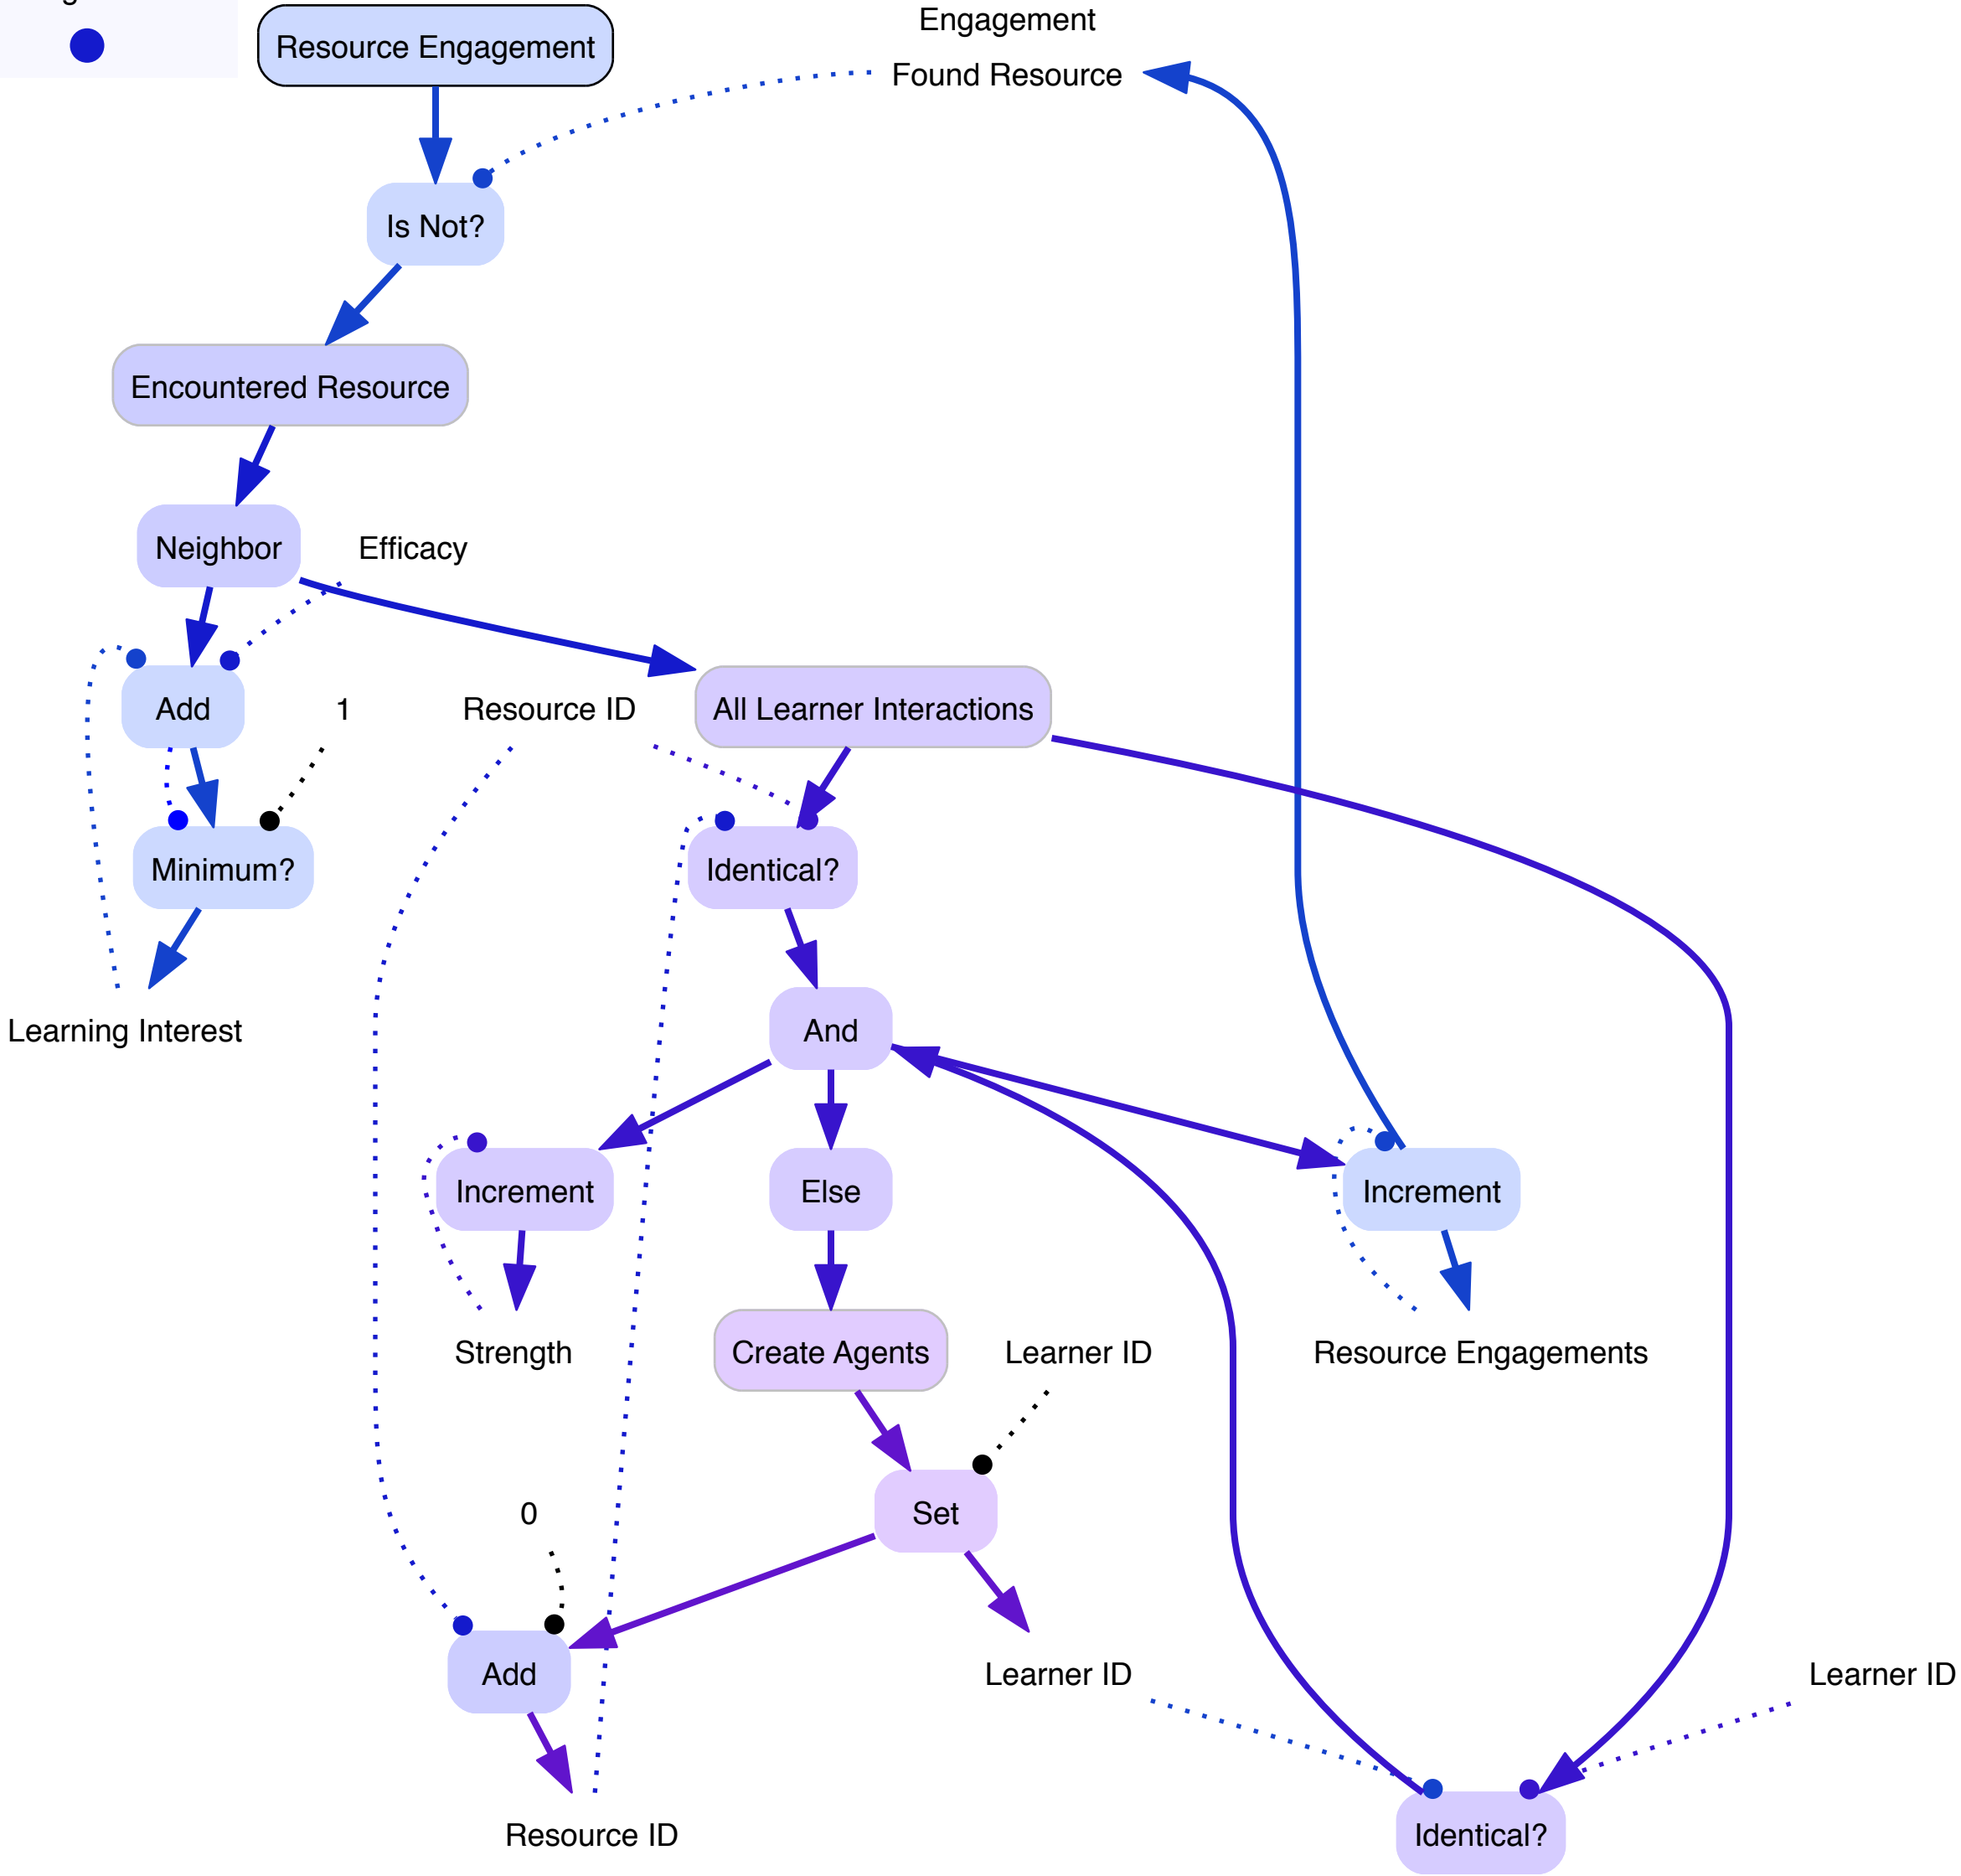 Engagement
Resource Engagement
Found Resource
Is Not?
Encountered Resource
Neighbor
Efficacy
Add
1
Resource ID
All Learner Interactions
Minimum?
Identical?
Learning Interest
And
Increment
Else
Increment
Strength
Create Agents
Learner ID
Resource Engagements
0
Set
Add
Learner ID
Learner ID
Resource ID
Identical?